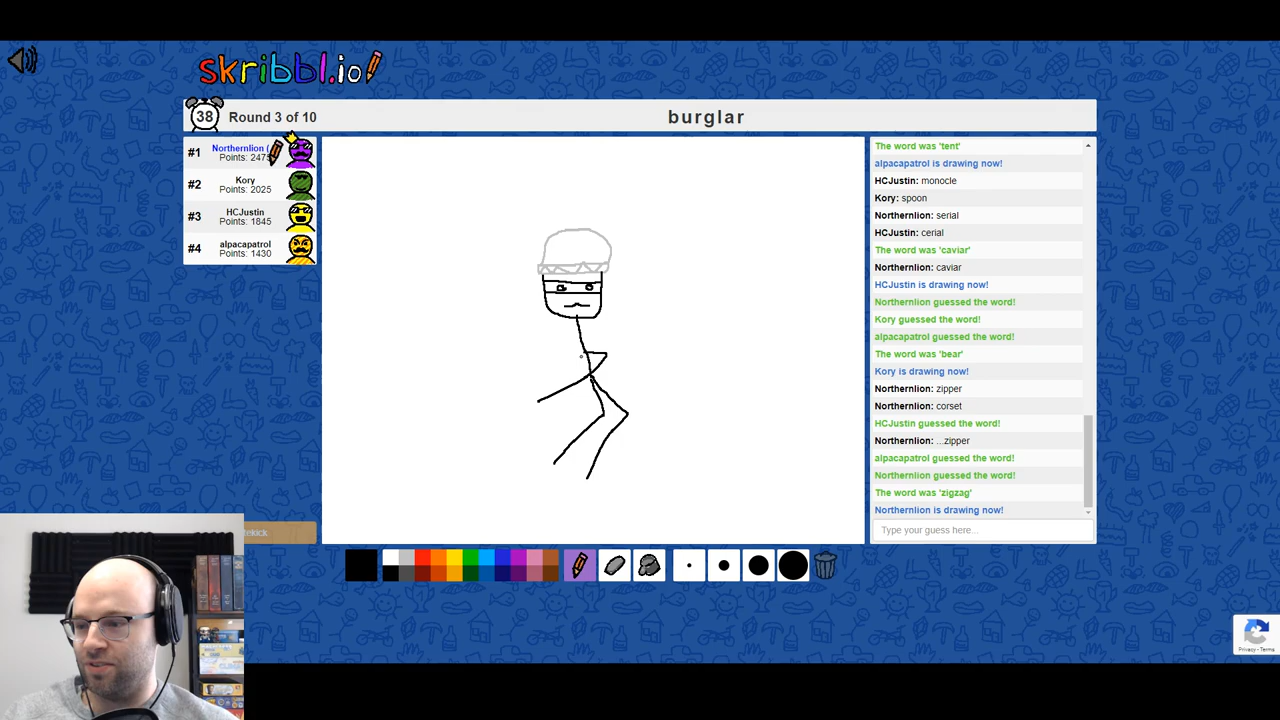 skribbl.io
38
Round 3 of 10
burglar
#1
Northernlion (
Points: 2475
#2
Kory
Points: 2025
#3
HCJustin
Points: 1845
#4
alpacapatrol
Points: 1430
The word was 'tent'
alpacapatrol is drawing now!
HCJustin: monocle
Kory: spoon
Northernlion: serial
HCJustin: cerial
The word was 'caviar'
Northernlion: caviar
HCJustin is drawing now!
Northernlion guessed the word!
Kory guessed the word!
alpacapatrol guessed the word!
The word was 'bear'
Kory is drawing now!
Northernlion: zipper
Northernlion: corset
HCJustin guessed the word!
Northernlion: ...zipper
alpacapatrol guessed the word!
Northernlion guessed the word!
The word was 'zigzag'
Northernlion is drawing now!
Type your guess here...
Privacy - Terms